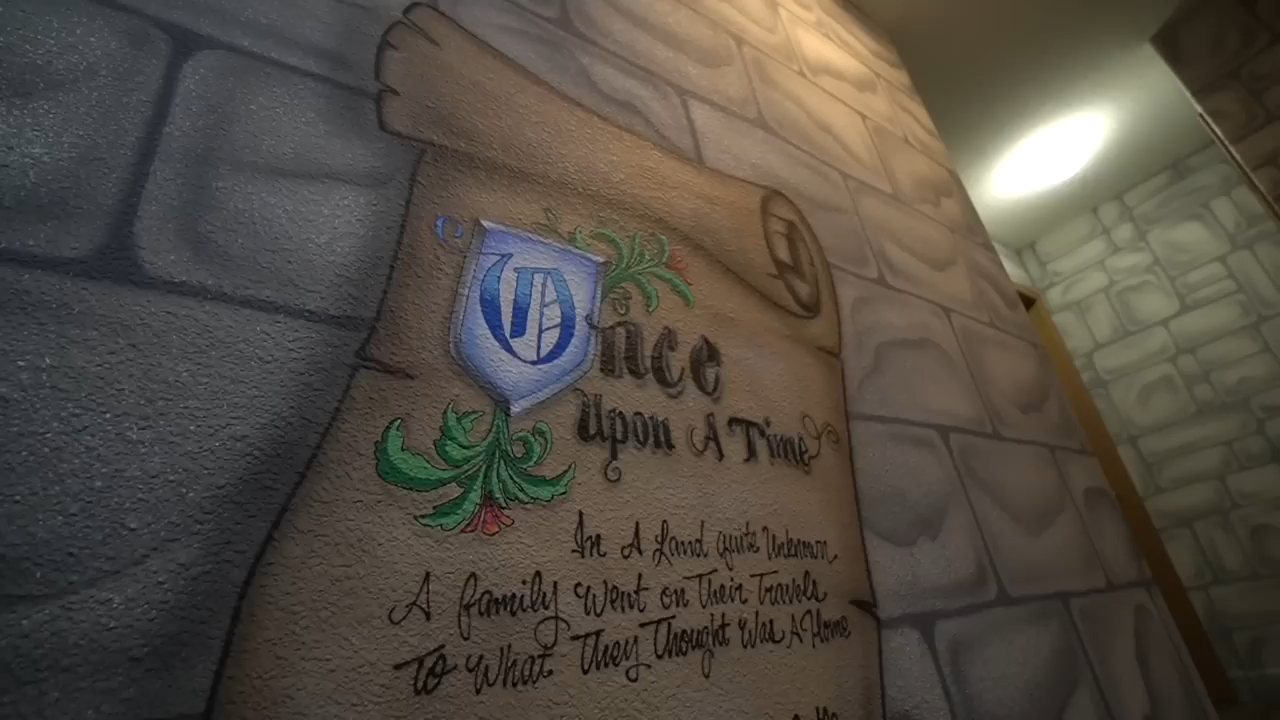 Once
Upon A Time
In A Land quite Unknown
A family Went on Their Travels
To What They Thought Was A Home